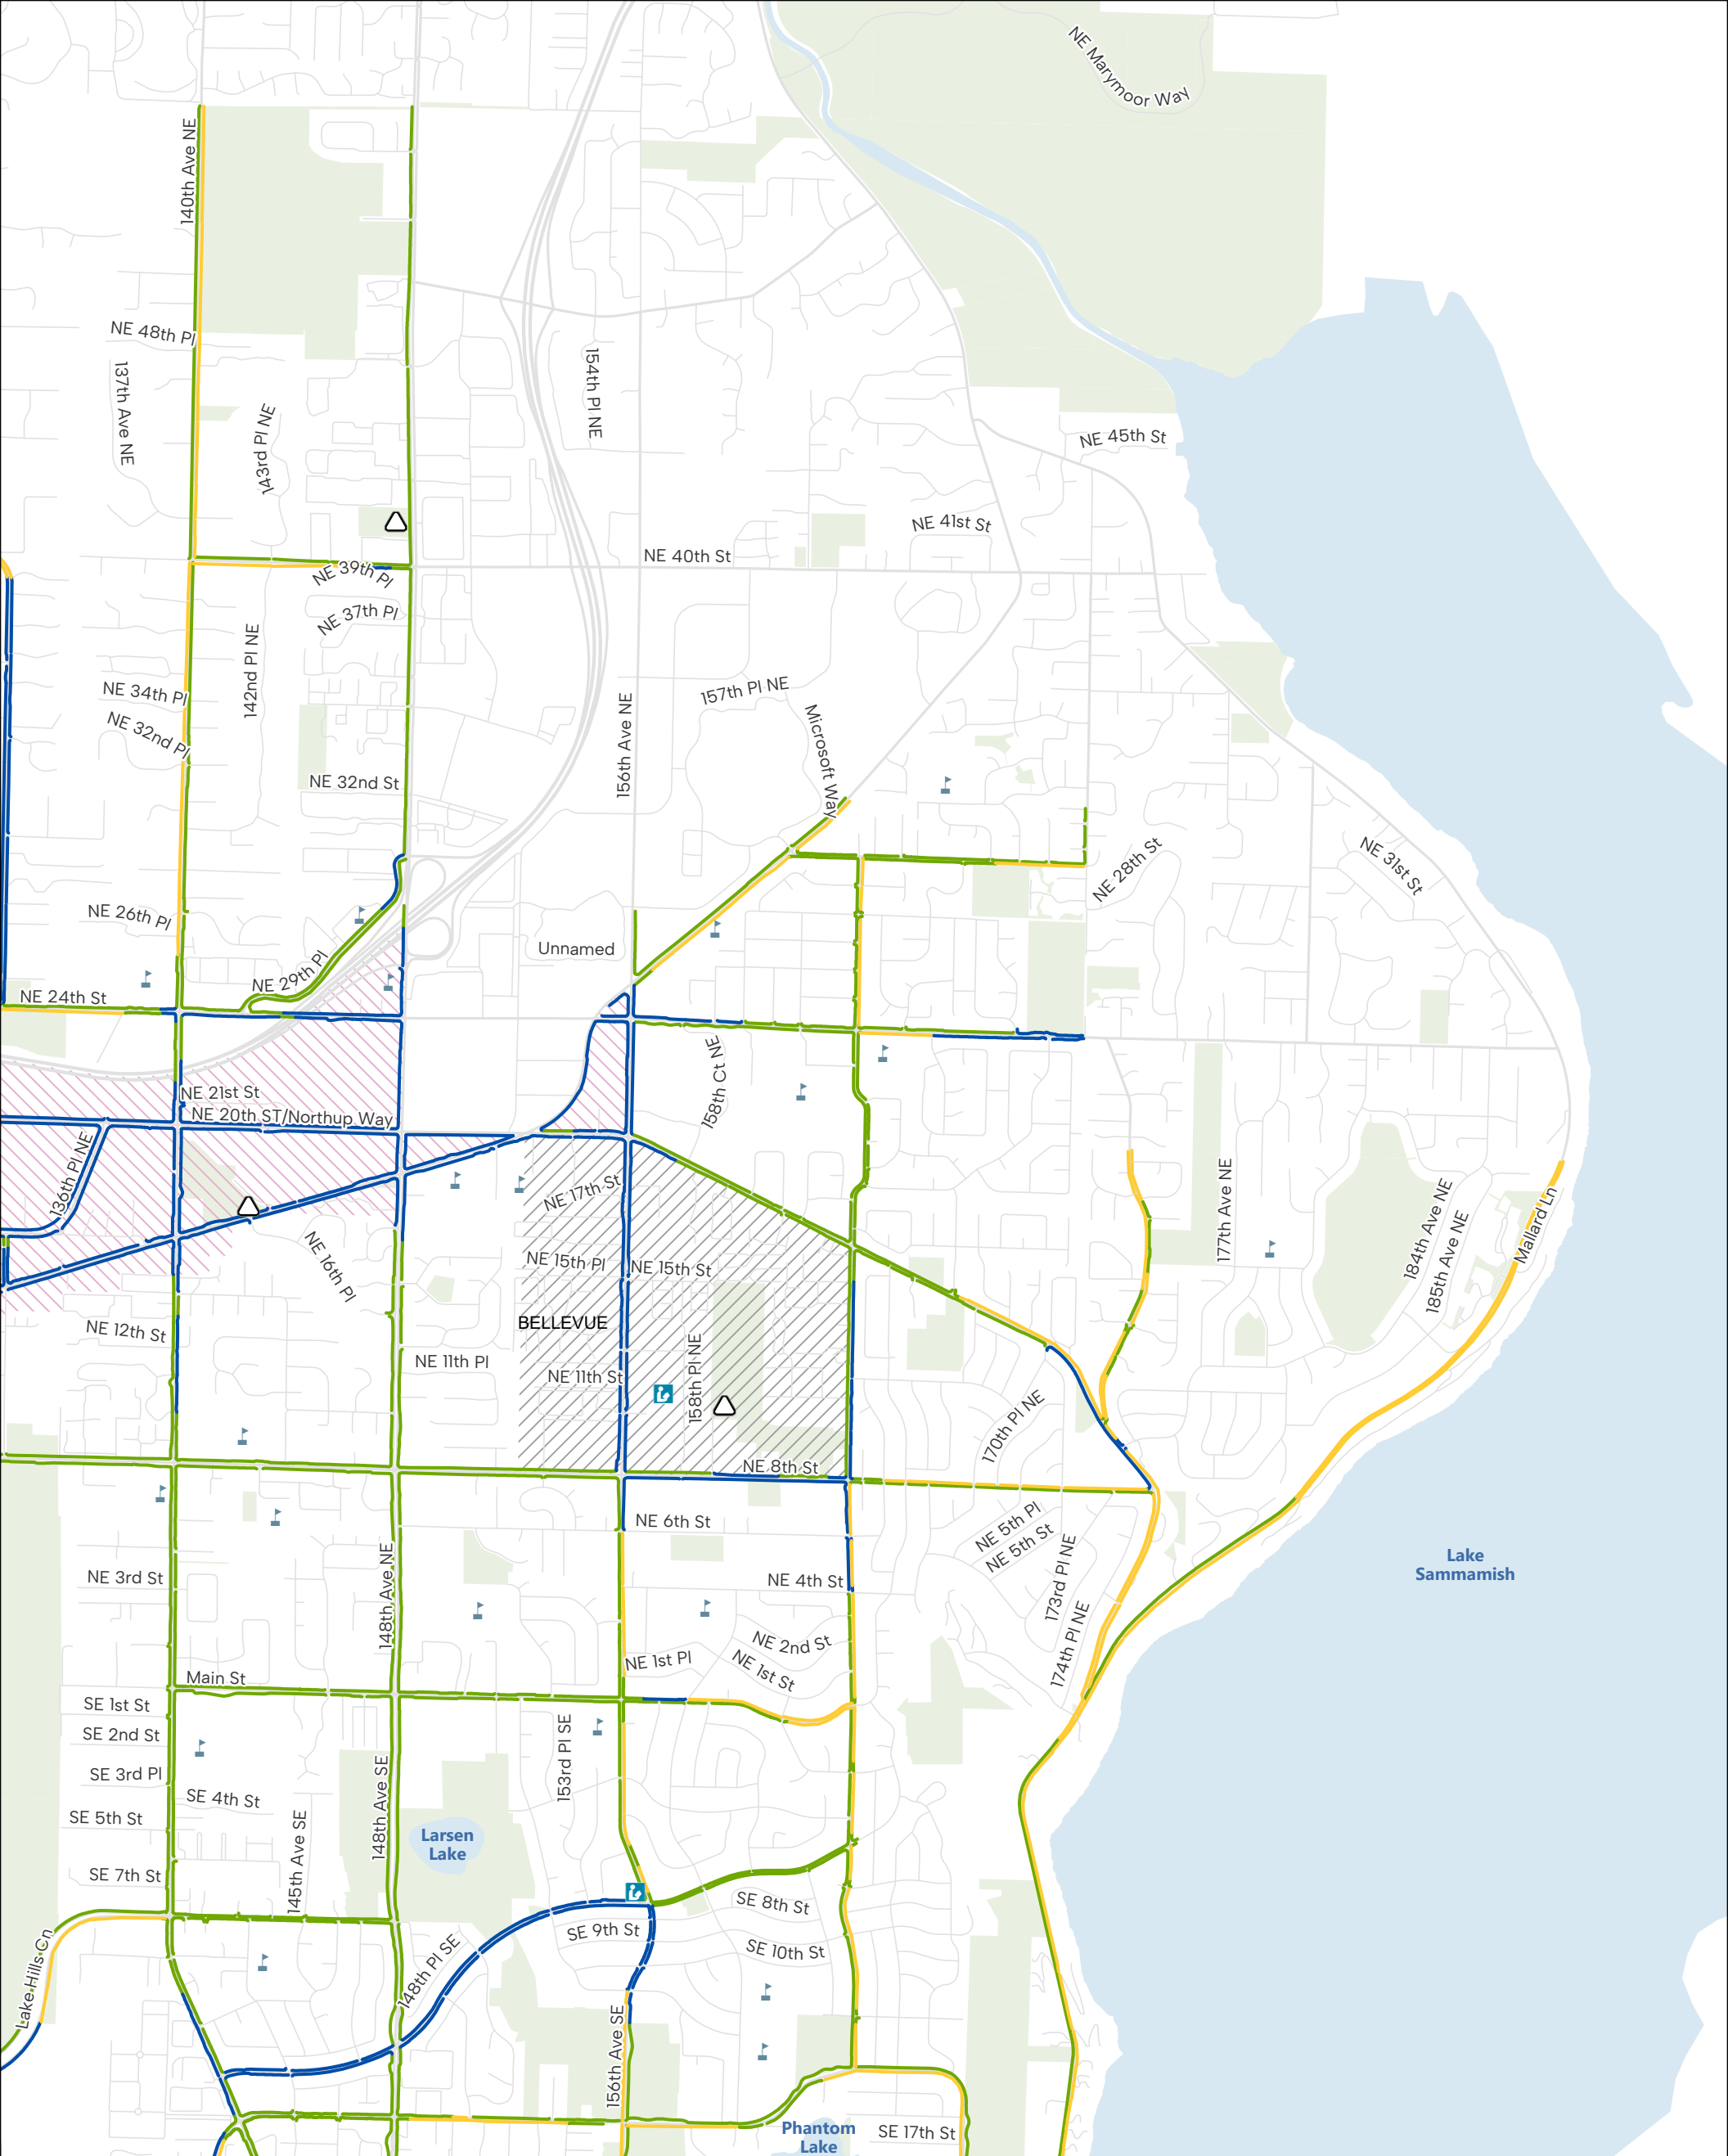 NE Marymoor Way
140th Ave NE
NE 48th Pl
137th Ave NE
154th Pl NE
143rd Pl NE
NE 45th St
NE 41st St
NE 40th St
NE 39th Pl
NE 37th Pl
142nd Pl NE
NE 34th Pl
157th Pl NE
156th Ave NE
Microsoft Way
NE 32nd Pl
NE 32nd St
NE 28th St
NE 31st St
NE 26th Pl
Unnamed
NE 29th Pl
NE 24th St
158th Ct NE
NE 21st St
NE 20th ST/Northup Way
136th Pl NE
NE 17th St
177th Ave NE
184th Ave NE
185th Ave NE
Mallard Ln
NE 16th Pl
NE 15th Pl
NE 15th St
BELLEVUE
NE 12th St
NE 11th Pl
NE 11th St
158th Pl NE
170th Pl NE
NE 8th St
NE 6th St
NE 5th Pl
NE 5th St
173rd Pl NE
Lake
Sammamish
NE 3rd St
148th Ave NE
NE 4th St
174th Pl NE
NE 2nd St
NE 1st Pl
NE 1st St
Main St
SE 1st St
SE 2nd St
153rd Pl SE
SE 3rd Pl
148th Ave SE
SE 4th St
SE 5th St
145th Ave SE
Larsen
Lake
SE 7th St
SE 8th St
SE 9th St
SE 10th St
Lake Hills Cn
148th Pl SE
156th Ave SE
Phantom
Lake
SE 17th St